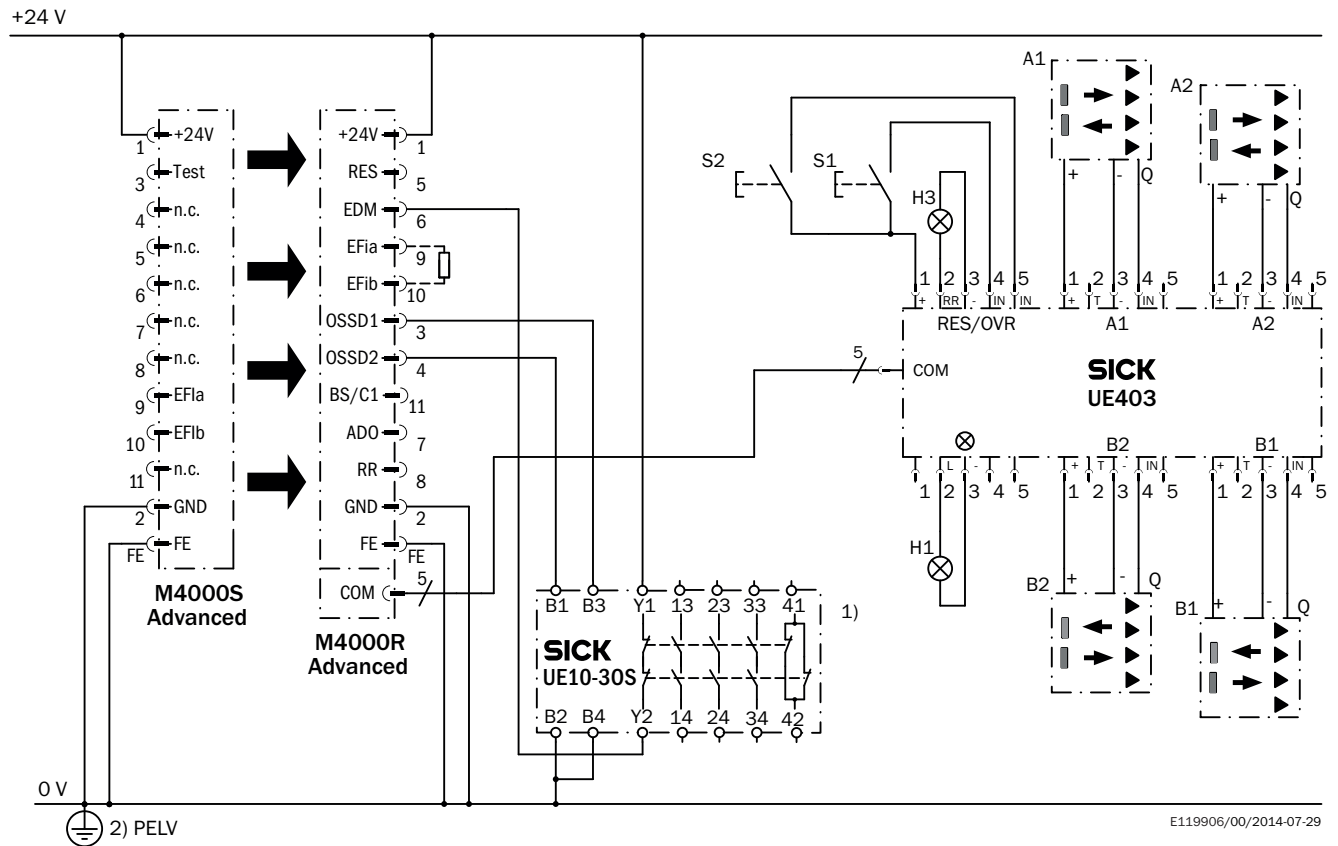 +24 V
A1
A2
+24V
1
Test
3
n.c.
4
n.c.
5
n.c.
6
n.c.
7
n.c.
8
EFIa
9
EFIb
10
n.c.
11
GND
2
FE
FE
M4000S
Advanced
+24V
1
RES
5
EDM
6
EFia
9
EFib
10
OSSD1
3
OSSD2
4
BS/C1
11
ADO
7
RR
8
GND
2
FE
FE
COM
5
M4000R
Advanced
S2
S1
H3
+ - Q
+ - Q
1 2 3 4 5
+ RR - IN IN
RES/OVR
1 2 3 4 5
+ T - IN
A1
1 2 3 4 5
+ T - IN
A2
5
COM
SICK
UE403
B2
B1
L -
1 2 3 4 5
+ T - IN
1 2 3 4 5
+ T - IN
1 2 3 4 5
H1
B2
+ - Q
B1
+ - Q
B1 B3 Y1 13 23 33 41
1)
SICK
UE10-30S
B2 B4 Y2 14 24 34 42
0 V
2) PELV
E119906/00/2014-07-29